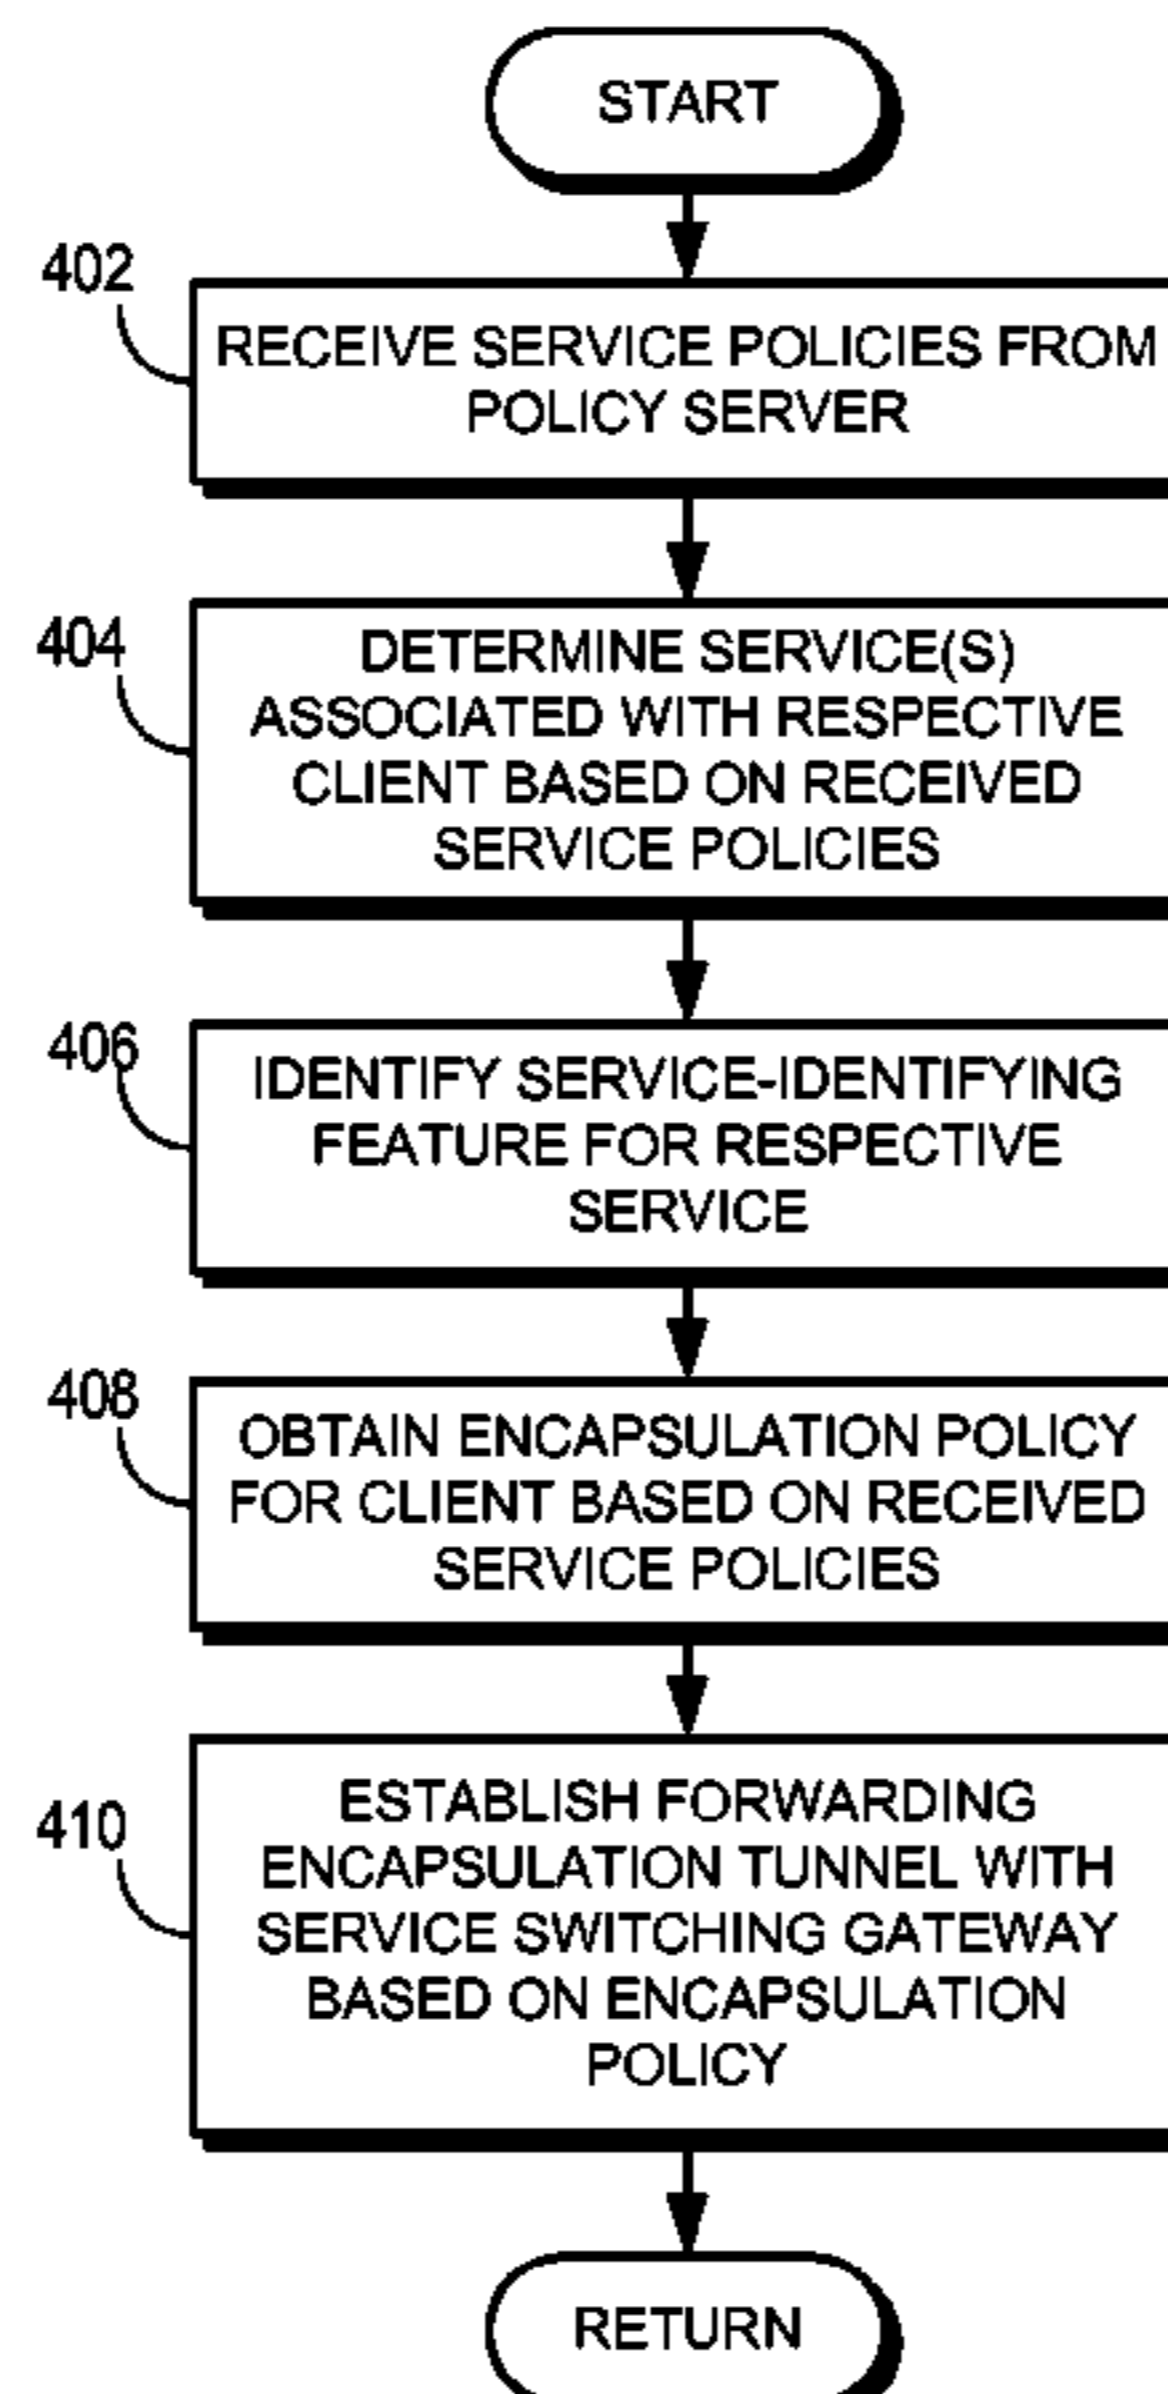 START
402
RECEIVE SERVICE POLICIES FROM
POLICY SERVER
404
DETERMINE SERVICE(S)
ASSOCIATED WITH RESPECTIVE
CLIENT BASED ON RECEIVED
SERVICE POLICIES
406
IDENTIFY SERVICE-IDENTIFYING
FEATURE FOR RESPECTIVE
SERVICE
408
OBTAIN ENCAPSULATION POLICY
FOR CLIENT BASED ON RECEIVED
SERVICE POLICIES
410
ESTABLISH FORWARDING
ENCAPSULATION TUNNEL WITH
SERVICE SWITCHING GATEWAY
BASED ON ENCAPSULATION
POLICY
RETURN